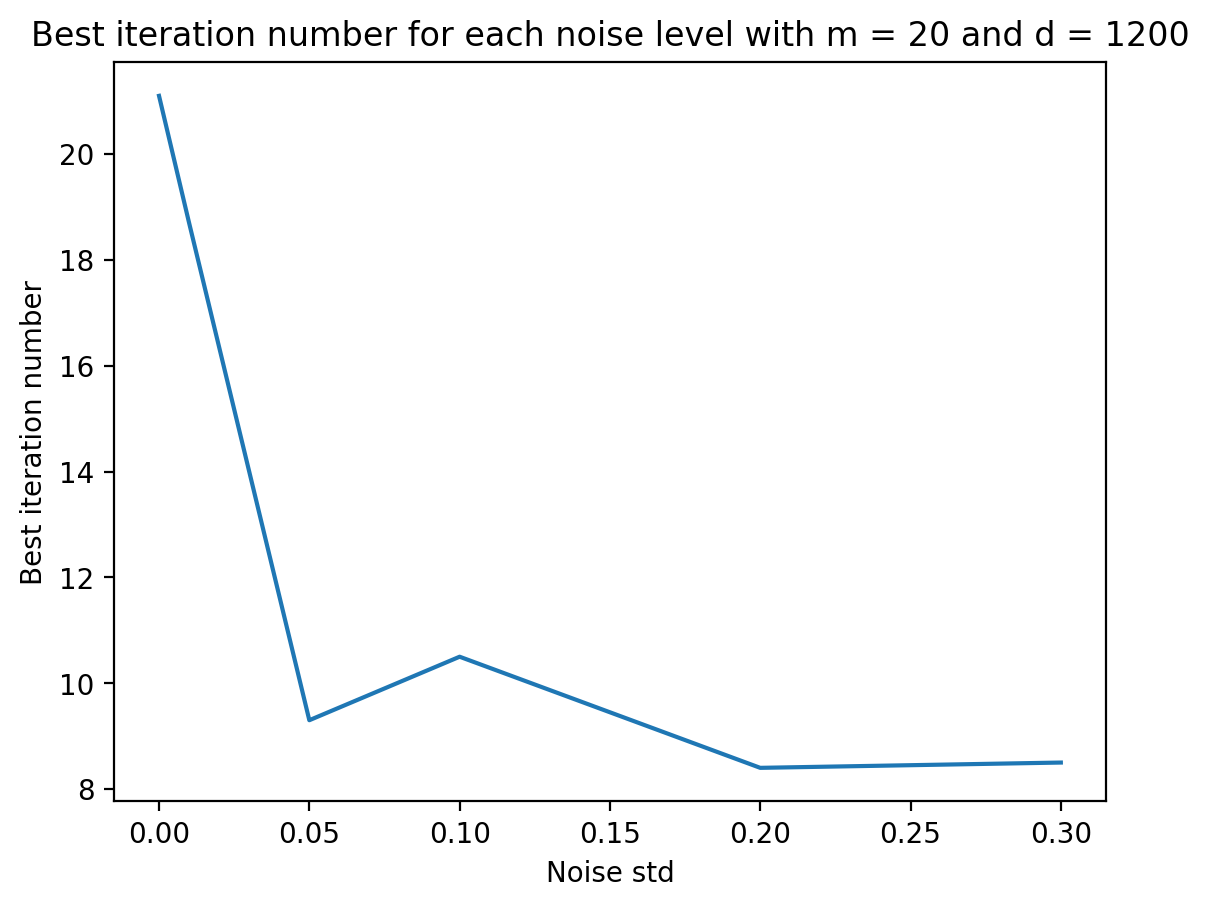 Best iteration number for each noise level with m = 20 and d = 1200
Best iteration number
20
18
16
14
12
10
8
0.00 0.05 0.10 0.15 0.20 0.25 0.30
Noise std